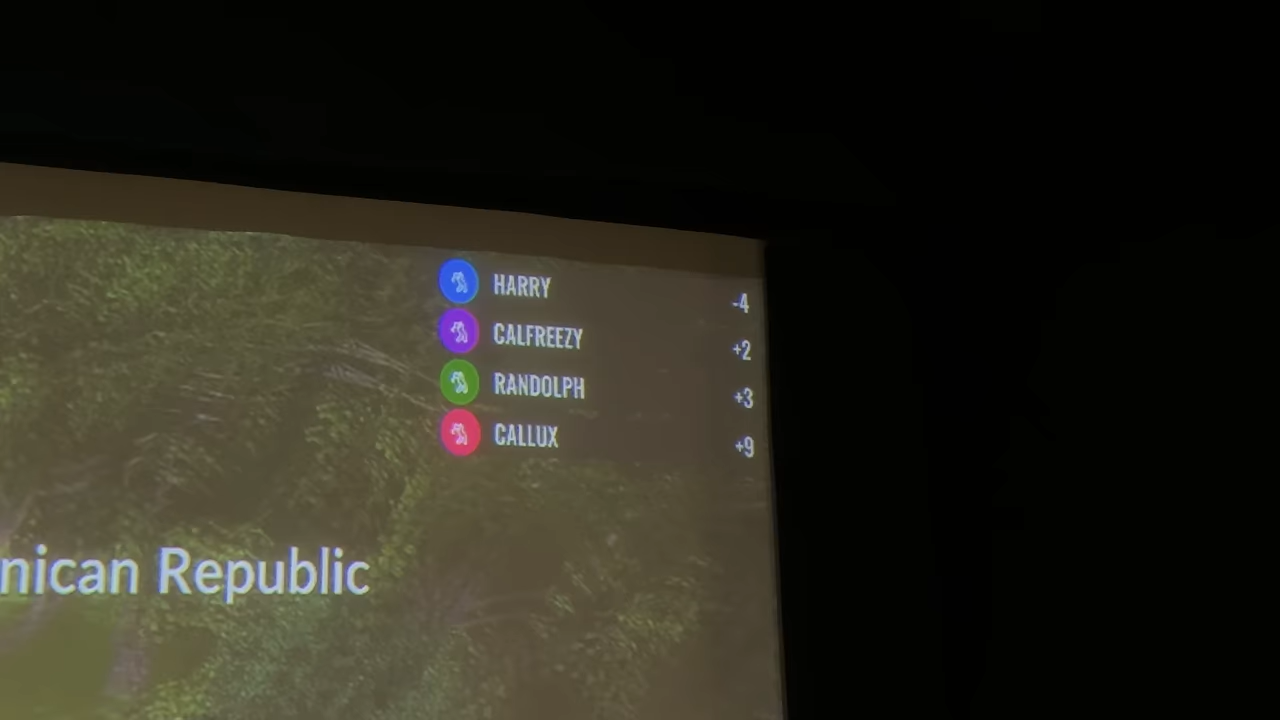 HARRY -4
CALFREEZY +2
RANDOLPH +3
CALLUX +9
nican Republic